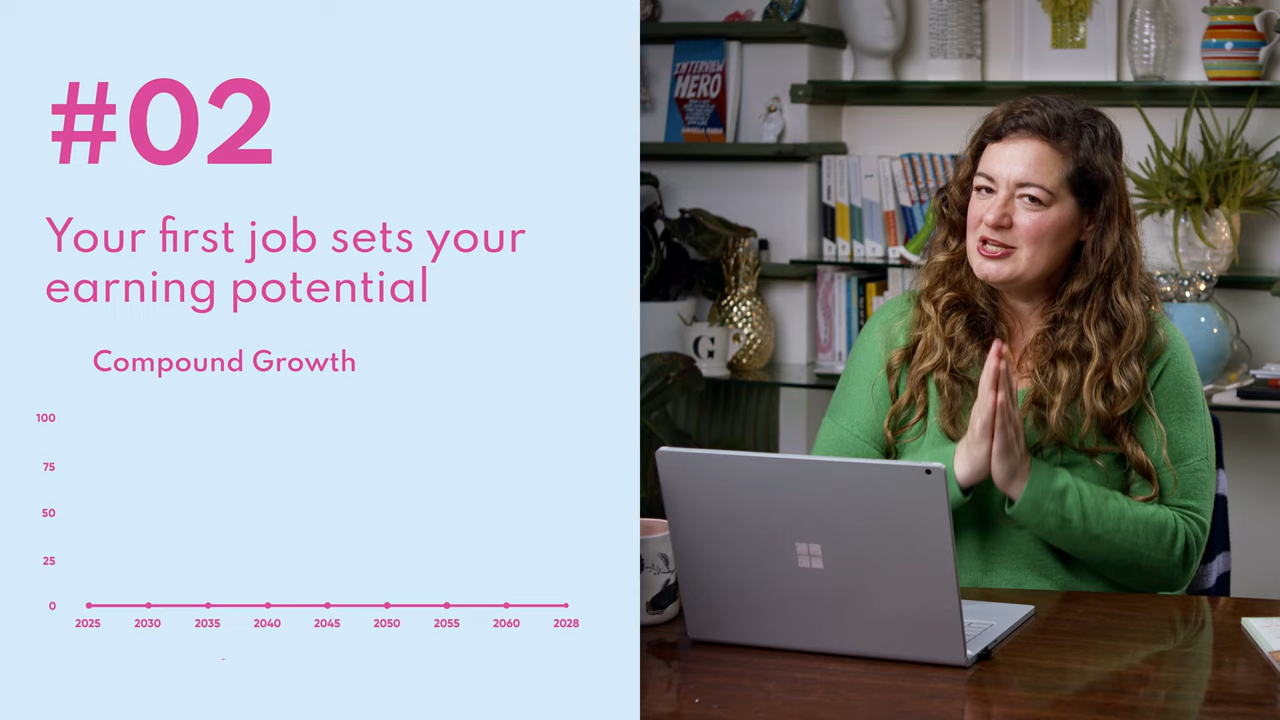 #02
Your first job sets your
earning potential
Compound Growth
100
75
50
25
0
2025 2030 2035 2040 2045 2050 2055 2060 2028
INTERVIEW
HERO
G